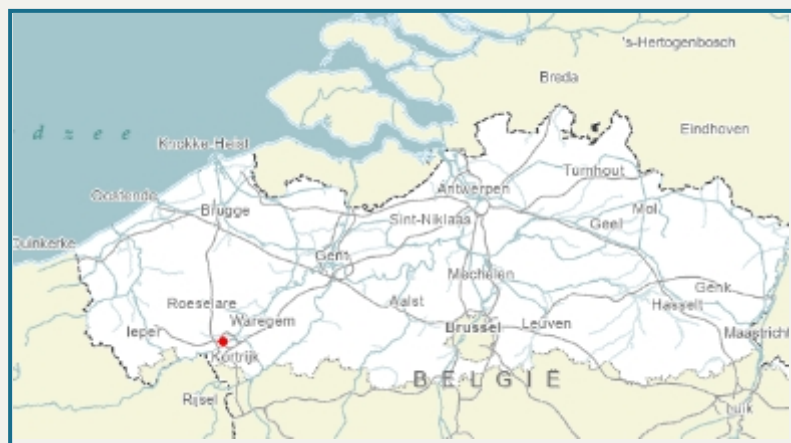 's-Hertogenbosch
Breda
d z e e
Eindhoven
Knokke-Heist
Turnhout
Antwerpen
Oostende
Mol
Brugge
Sint-Niklaas
Geel
Duinkerke
Gent
Mechelen
Genk
Roeselare
Aalst
Hasselt
Waregem
Ieper
Brussel
Leuven
Maastricht
Kortrijk
BELGIË
Rijsel
Luik